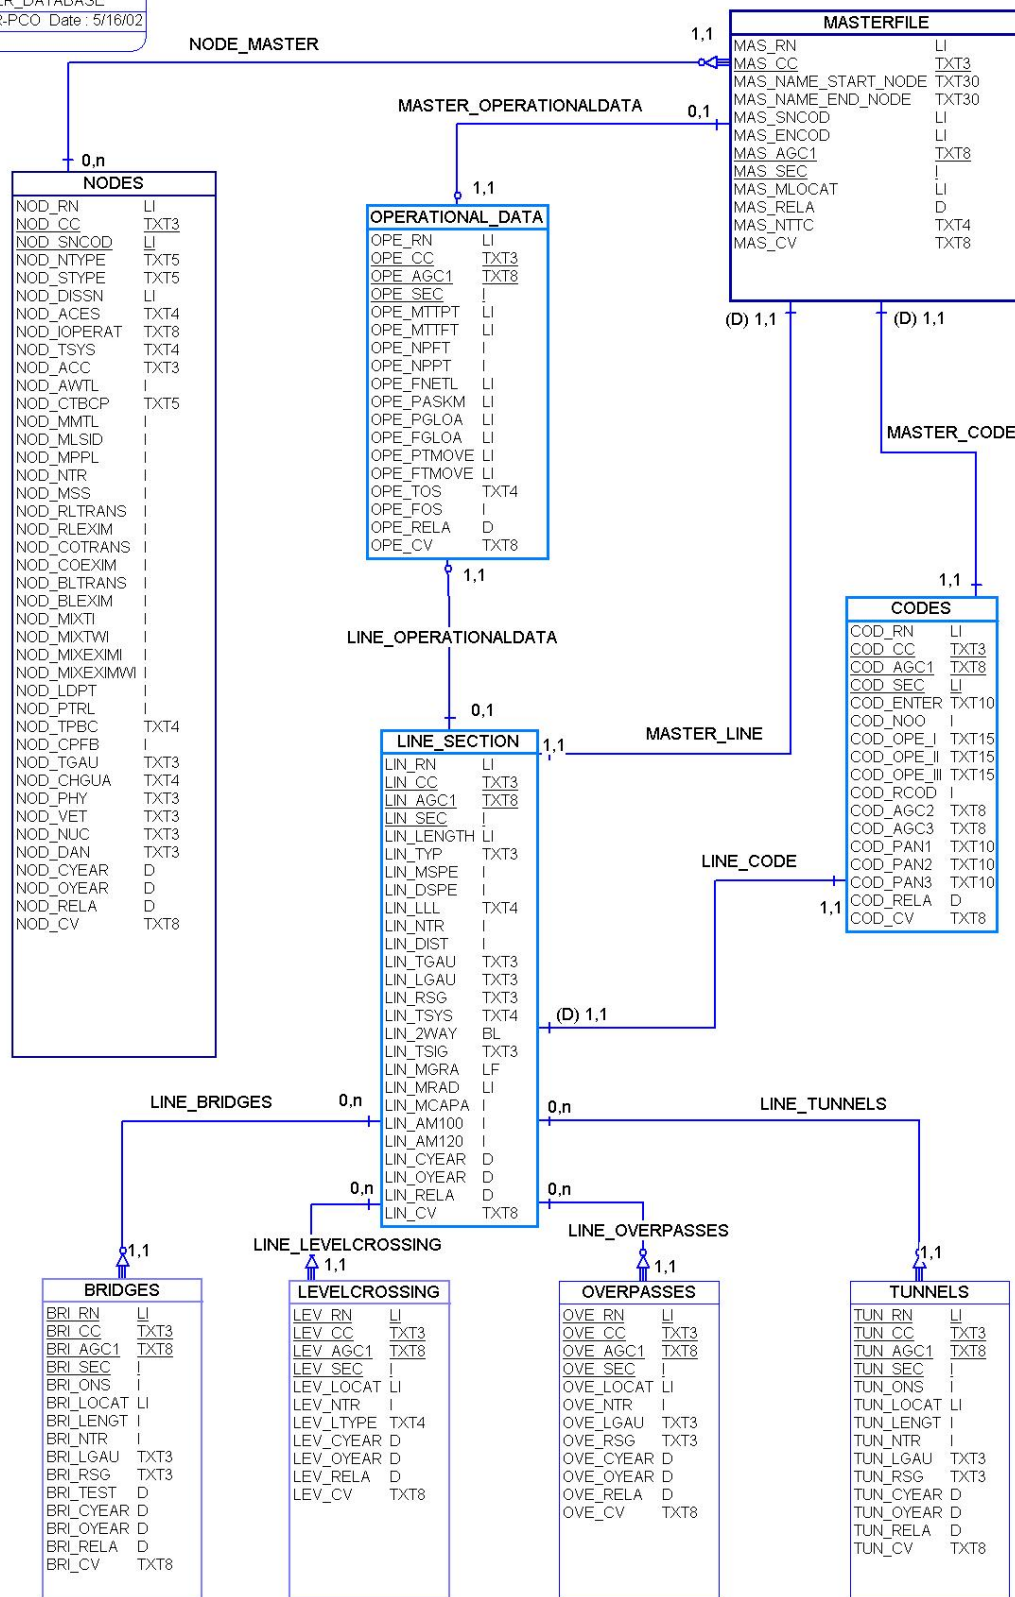 ER_DATABASE
R-PCO Date : 5/16/02
NODE_MASTER
1,1
MASTERFILE
MAS_RN LI
MAS_CC TXT3
MAS_NAME_START_NODE TXT30
MAS_NAME_END_NODE TXT30
MAS_SNCOD LI
MAS_ENCOD LI
MAS_AGC1 TXT8
MAS_SEC I
MAS_MLOCAT LI
MAS_RELA D
MAS_NTTC TXT4
MAS_CV TXT8
MASTER_OPERATIONALDATA
0,1
1,1
0,n
NODES
NOD_RN LI
NOD_CC TXT3
NOD_SNCOD LI
NOD_NTYPE TXT5
NOD_STYPE TXT5
NOD_DISSN LI
NOD_ACES TXT4
NOD_IOPERAT TXT8
NOD_TSYS TXT4
NOD_ACC TXT3
NOD_AWTL I
NOD_CTBCP TXT5
NOD_MMTL I
NOD_MLSID I
NOD_MPPL I
NOD_NTR I
NOD_MSS I
NOD_RLTRANS I
NOD_RLEXIM I
NOD_COTRANS I
NOD_COEXIM I
NOD_BLTRANS I
NOD_BLEXIM I
NOD_MIXTI I
NOD_MIXTWI I
NOD_MIXEXIMI I
NOD_MIXEXIMWI I
NOD_LDPT I
NOD_PTRL I
NOD_TPBC TXT4
NOD_CPFB I
NOD_TGAU TXT3
NOD_CHGUA TXT4
NOD_PHY TXT3
NOD_VET TXT3
NOD_NUC TXT3
NOD_DAN TXT3
NOD_CYEAR D
NOD_OYEAR D
NOD_RELA D
NOD_CV TXT8
OPERATIONAL_DATA
OPE_RN LI
OPE_CC TXT3
OPE_AGC1 TXT8
OPE_SEC I
OPE_MTTPT LI
OPE_MTTFT LI
OPE_NPFT I
OPE_NPPT I
OPE_FNETL LI
OPE_PASKM LI
OPE_PGLOA LI
OPE_FGLOA LI
OPE_PTMOVE LI
OPE_FTMOVE LI
OPE_TOS TXT4
OPE_FOS I
OPE_RELA D
OPE_CV TXT8
(D) 1,1
(D) 1,1
MASTER_CODE
1,1
LINE_OPERATIONALDATA
0,1
1,1
CODES
COD_RN LI
COD_CC TXT3
COD_AGC1 TXT8
COD_SEC LI
COD_ENTER TXT10
COD_NOO I
COD_OPE_I TXT15
COD_OPE_II TXT15
COD_OPE_III TXT15
COD_RCOD I
COD_AGC2 TXT8
COD_AGC3 TXT8
COD_PAN1 TXT10
COD_PAN2 TXT10
COD_PAN3 TXT10
COD_RELA D
COD_CV TXT8
MASTER_LINE
1,1
LINE_SECTION
LIN_RN LI
LIN_CC TXT3
LIN_AGC1 TXT8
LIN_SEC I
LIN_LENGTH LI
LIN_TYP TXT3
LIN_MSPE I
LIN_DSPE I
LIN_LLL TXT4
LIN_NTR I
LIN_DIST I
LIN_TGAU TXT3
LIN_LGAU TXT3
LIN_RSG TXT3
LIN_TSYS TXT4
LIN_2WAY BL
LIN_TSIG TXT3
LIN_MGRA LF
LIN_MRAD LI
LIN_MCAPA I
LIN_AM100 I
LIN_AM120 I
LIN_CYEAR D
LIN_OYEAR D
LIN_RELA D
LIN_CV TXT8
LINE_CODE
1,1
(D) 1,1
LINE_BRIDGES
0,n
0,n
LINE_TUNNELS
0,n
0,n
LINE_LEVELCROSSING
LINE_OVERPASSES
1,1
1,1
1,1
1,1
BRIDGES
BRI_RN LI
BRI_CC TXT3
BRI_AGC1 TXT8
BRI_SEC I
BRI_ONS I
BRI_LOCAT LI
BRI_LENGT I
BRI_NTR I
BRI_LGAU TXT3
BRI_RSG TXT3
BRI_TEST D
BRI_CYEAR D
BRI_OYEAR D
BRI_RELA D
BRI_CV TXT8
LEVELCROSSING
LEV_RN LI
LEV_CC TXT3
LEV_AGC1 TXT8
LEV_SEC I
LEV_LOCAT LI
LEV_NTR I
LEV_LTYPE TXT4
LEV_CYEAR D
LEV_OYEAR D
LEV_RELA D
LEV_CV TXT8
OVERPASSES
OVE_RN LI
OVE_CC TXT3
OVE_AGC1 TXT8
OVE_SEC I
OVE_LOCAT LI
OVE_NTR I
OVE_LGAU TXT3
OVE_RSG TXT3
OVE_CYEAR D
OVE_OYEAR D
OVE_RELA D
OVE_CV TXT8
TUNNELS
TUN_RN LI
TUN_CC TXT3
TUN_AGC1 TXT8
TUN_SEC I
TUN_ONS I
TUN_LOCAT LI
TUN_LENGT I
TUN_NTR I
TUN_LGAU TXT3
TUN_RSG TXT3
TUN_CYEAR D
TUN_OYEAR D
TUN_RELA D
TUN_CV TXT8